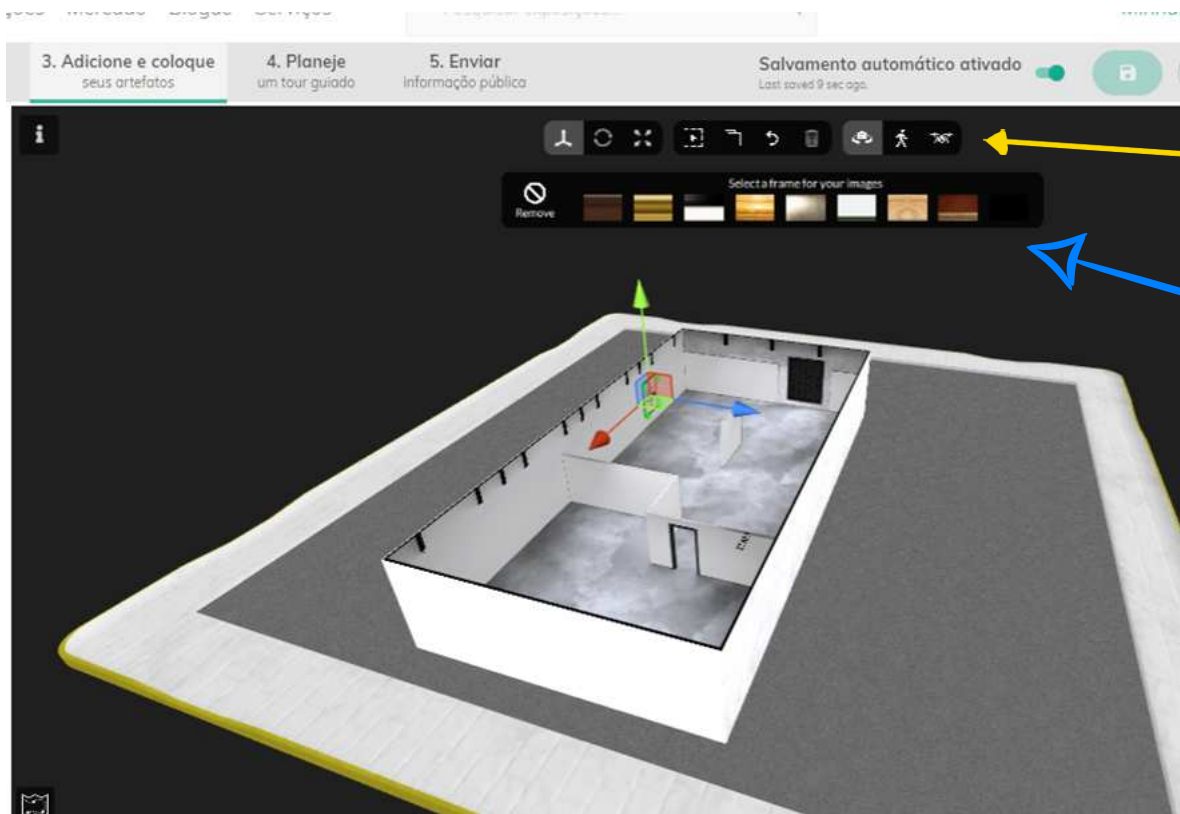 3. Adicione e coloque
seus artefatos
4. Planeje
um tour guiado
5. Enviar
informação pública
Salvamento automático ativado
Last saved 9 sec ago.
Select a frame for your images
Remove